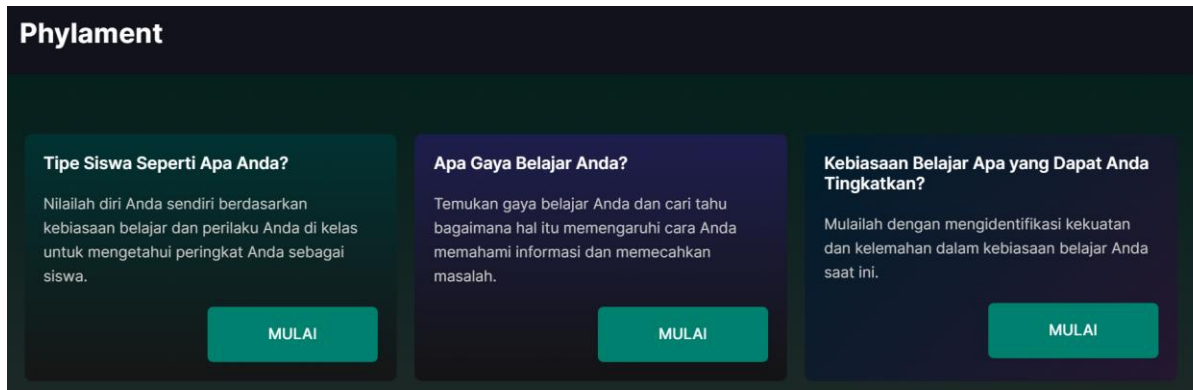 Phylament
Tipe Siswa Seperti Apa Anda?
Nilailah diri Anda sendiri berdasarkan
kebiasaan belajar dan perilaku Anda di kelas
untuk mengetahui peringkat Anda sebagai
siswa.
MULAI
Apa Gaya Belajar Anda?
Temukan gaya belajar Anda dan cari tahu
bagaimana hal itu memengaruhi cara Anda
memahami informasi dan memecahkan
masalah.
MULAI
Kebiasaan Belajar Apa yang Dapat Anda
Tingkatkan?
Mulailah dengan mengidentifikasi kekuatan
dan kelemahan dalam kebiasaan belajar Anda
saat ini.
MULAI